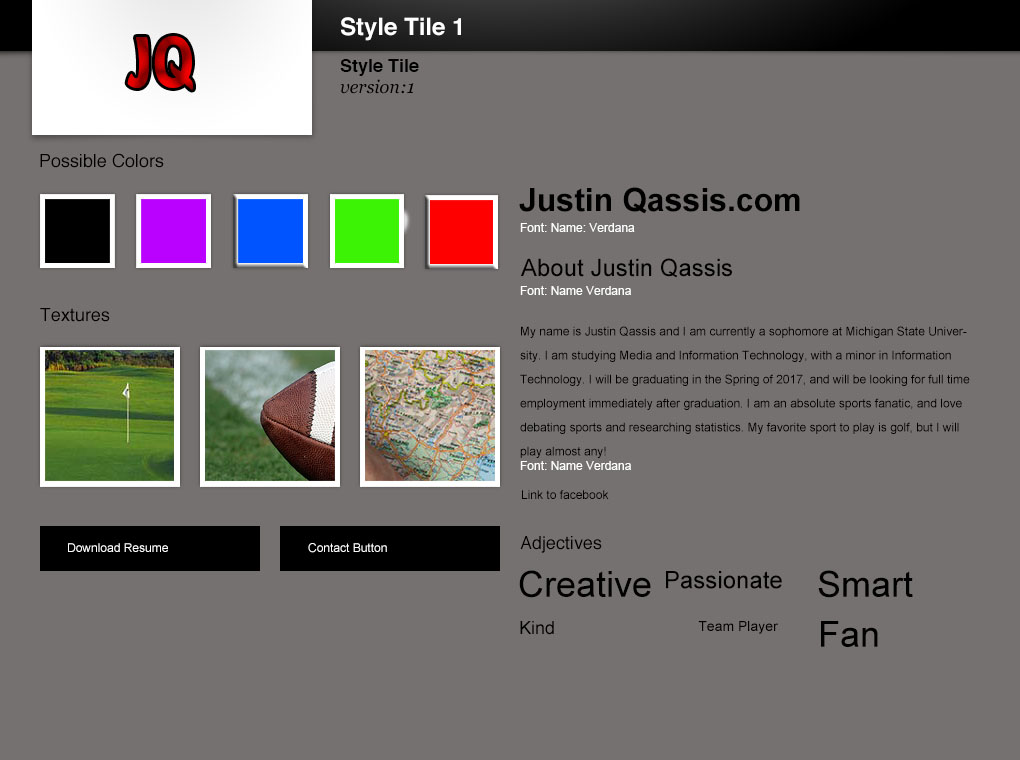 JQ
Style Tile 1
Style Tile
version:1
Possible Colors
Textures
Download Resume
Contact Button
Justin Qassis.com
Font: Name: Verdana
About Justin Qassis
Font: Name Verdana
My name is Justin Qassis and I am currently a sophomore at Michigan State Univer-
sity. I am studying Media and Information Technology, with a minor in Information
Technology. I will be graduating in the Spring of 2017, and will be looking for full time
employment immediately after graduation. I am an absolute sports fanatic, and love
debating sports and researching statistics. My favorite sport to play is golf, but I will
play almost any!
Font: Name Verdana
Link to facebook
Adjectives
Creative Passionate Smart
Kind Team Player Fan